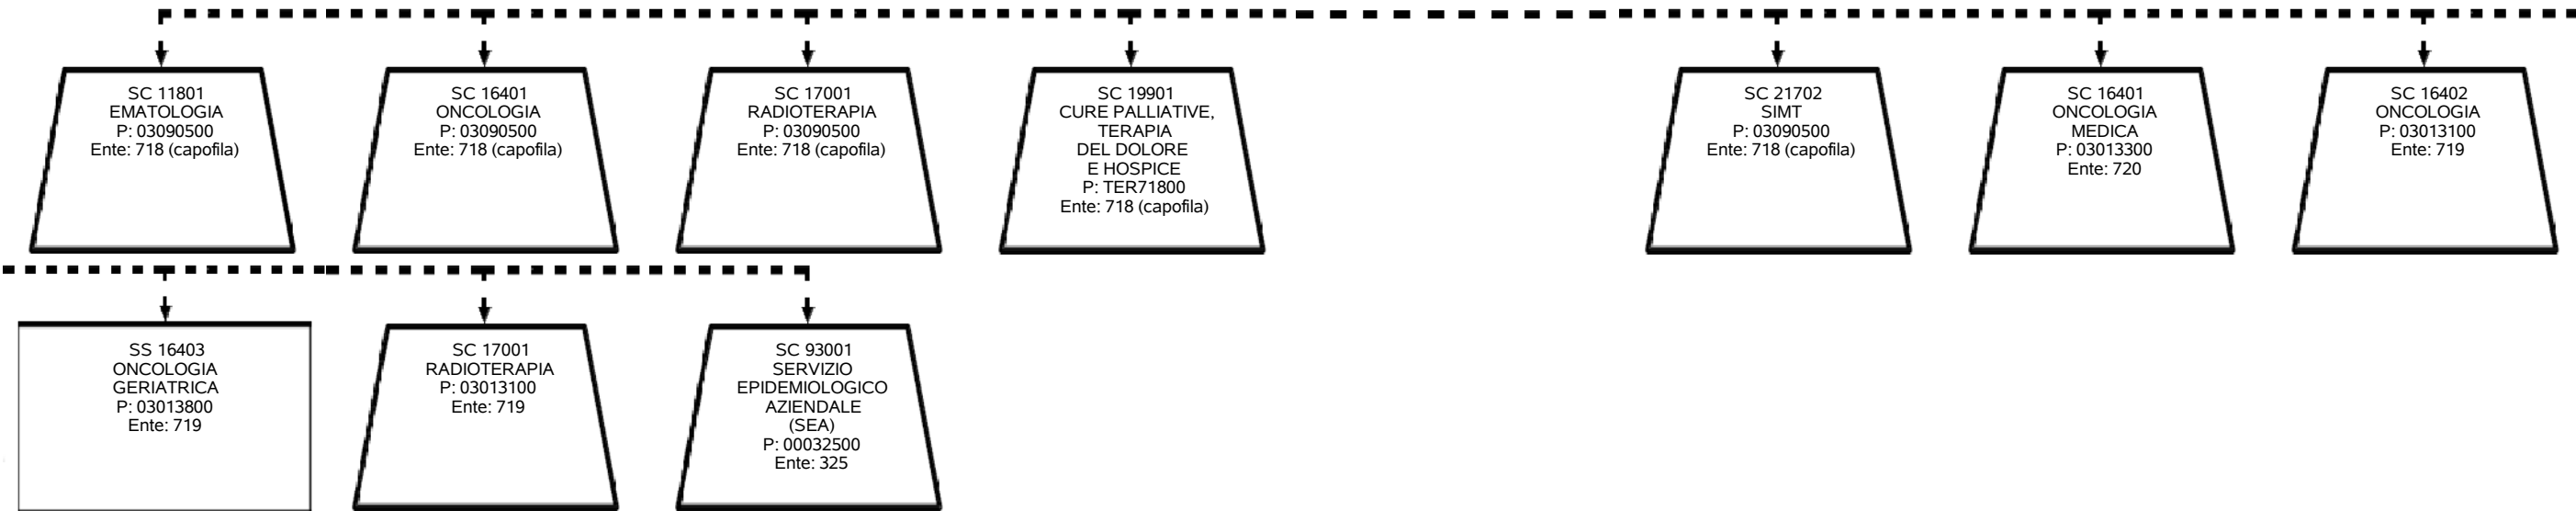 SC 11801
EMATOLOGIA
P: 03090500
Ente: 718 (capofila)
SC 16401
ONCOLOGIA
P: 03090500
Ente: 718 (capofila)
SC 17001
RADIOTERAPIA
P: 03090500
Ente: 718 (capofila)
SC 19901
CURE PALLIATIVE,
TERAPIA
DEL DOLORE
E HOSPICE
P: TER71800
Ente: 718 (capofila)
SC 21702
SIMT
P: 03090500
Ente: 718 (capofila)
SC 16401
ONCOLOGIA
MEDICA
P: 03013300
Ente: 720
SC 16402
ONCOLOGIA
P: 03013100
Ente: 719
SS 16403
ONCOLOGIA
GERIATRICA
P: 03013800
Ente: 719
SC 17001
RADIOTERAPIA
P: 03013100
Ente: 719
SC 93001
SERVIZIO
EPIDEMIOLOGICO
AZIENDALE
(SEA)
P: 00032500
Ente: 325